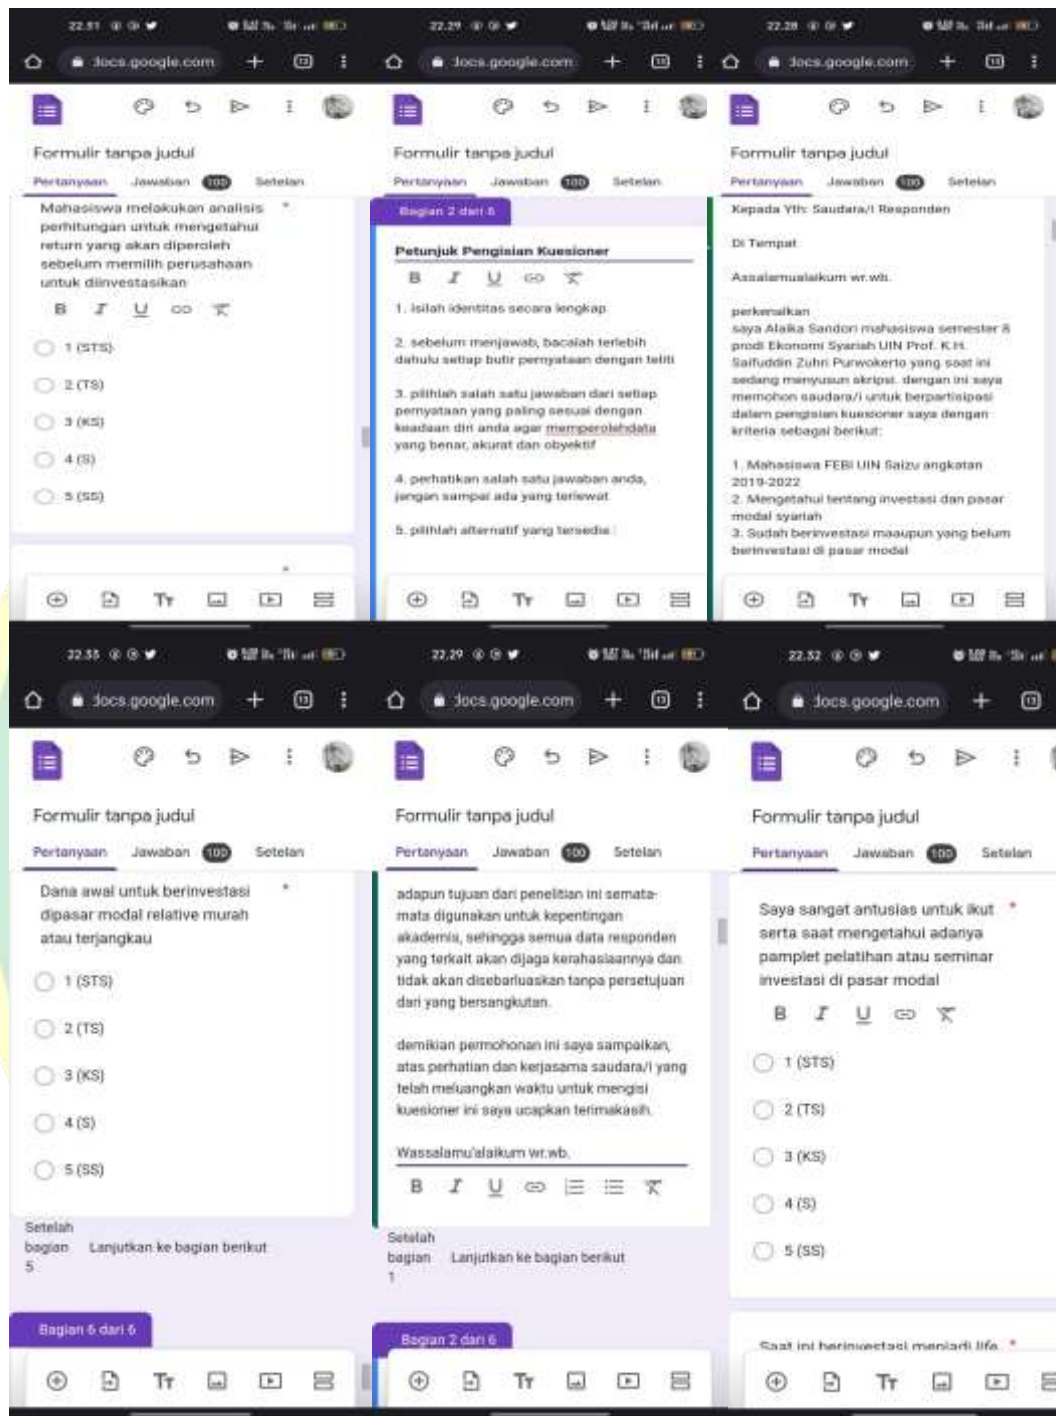 22.31
docs.google.com
13
Formulir tanpa judul
Pertanyaan Jawaban 100 Setelan
Mahasiswa melakukan analisis *
perhitungan untuk mengetahui
return yang akan diperoleh
sebelum memilih perusahaan
untuk diinvestasikan
B I U
1 (STS)
2 (TS)
3 (KS)
4 (S)
5 (SS)
*
Tт
22.29
docs.google.com
13
Formulir tanpa judul
Pertanyaan Jawaban 100 Setelan
Bagian 2 dari 6
Petunjuk Pengisian Kuesioner
B I U
1. isilah identitas secara lengkap
2. sebelum menjawab, bacalah terlebih
dahulu setiap butir pernyataan dengan teliti
3. pilihlah salah satu jawaban dari setiap
pernyataan yang paling sesuai dengan
keadaan diri anda agar memperolehdata
yang benar, akurat dan obyektif
4. perhatikan salah satu jawaban anda,
jangan sampai ada yang terlewat
5. pilihlah alternatif yang tersedia :
Tт
22.28
docs.google.com
13
Formulir tanpa judul
Pertanyaan Jawaban 100 Setelan
Kepada Yth: Saudara/i Responden
Di Tempat
Assalamualaikum wr.wb.
perkenalkan
saya Alaika Sandori mahasiswa semester 8
prodi Ekonomi Syariah UIN Prof. K.H.
Saifuddin Zuhri Purwokerto yang saat ini
sedang menyusun skripsi. dengan ini saya
memohon saudara/i untuk berpartisipasi
dalam pengisian kuesioner saya dengan
kriteria sebagai berikut:
1. Mahasiswa FEBI UIN Saizu angkatan
2019-2022
2. Mengetahui tentang investasi dan pasar
modal syariah
3. Sudah berinvestasi maaupun yang belum
berinvestasi di pasar modal
Tт
22.33
docs.google.com
13
Formulir tanpa judul
Pertanyaan Jawaban 100 Setelan
Dana awal untuk berinvestasi *
dipasar modal relative murah
atau terjangkau
1 (STS)
2 (TS)
3 (KS)
4 (S)
5 (SS)
Setelah
bagian Lanjutkan ke bagian berikut
5
Bagian 6 dari 6
Tт
22.29
docs.google.com
13
Formulir tanpa judul
Pertanyaan Jawaban 100 Setelan
adapun tujuan dari penelitian ini semata-
mata digunakan untuk kepentingan
akademis, sehingga semua data responden
yang terkait akan dijaga kerahasiaannya dan
tidak akan disebarluaskan tanpa persetujuan
dari yang bersangkutan.
demikian permohonan ini saya sampaikan,
atas perhatian dan kerjasama saudara/i yang
telah meluangkan waktu untuk mengisi
kuesioner ini saya ucapkan terimakasih.
Wassalamu'alaikum wr.wb.
B I U
Setelah
bagian Lanjutkan ke bagian berikut
1
Bagian 2 dari 6
Tт
22.32
docs.google.com
13
Formulir tanpa judul
Pertanyaan Jawaban 100 Setelan
Saya sangat antusias untuk ikut *
serta saat mengetahui adanya
pamplet pelatihan atau seminar
investasi di pasar modal
B I U
1 (STS)
2 (TS)
3 (KS)
4 (S)
5 (SS)
Saat ini berinvestasi menjadi life *
Tт